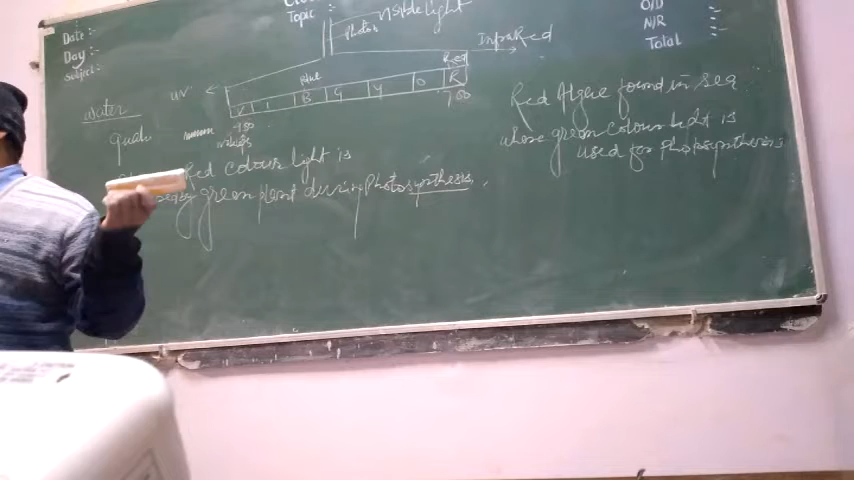 Date :-
Day :-
Subject:-
Topic :-
Photon
Visible light
O/D :-
N/R :-
Total :-
UV
Blue
Red
InfraRed
V I B G Y O R
700
water
Red Algae found in sea
where green colour light is
used for
Red colour light is
green plant during Photosynthesis.